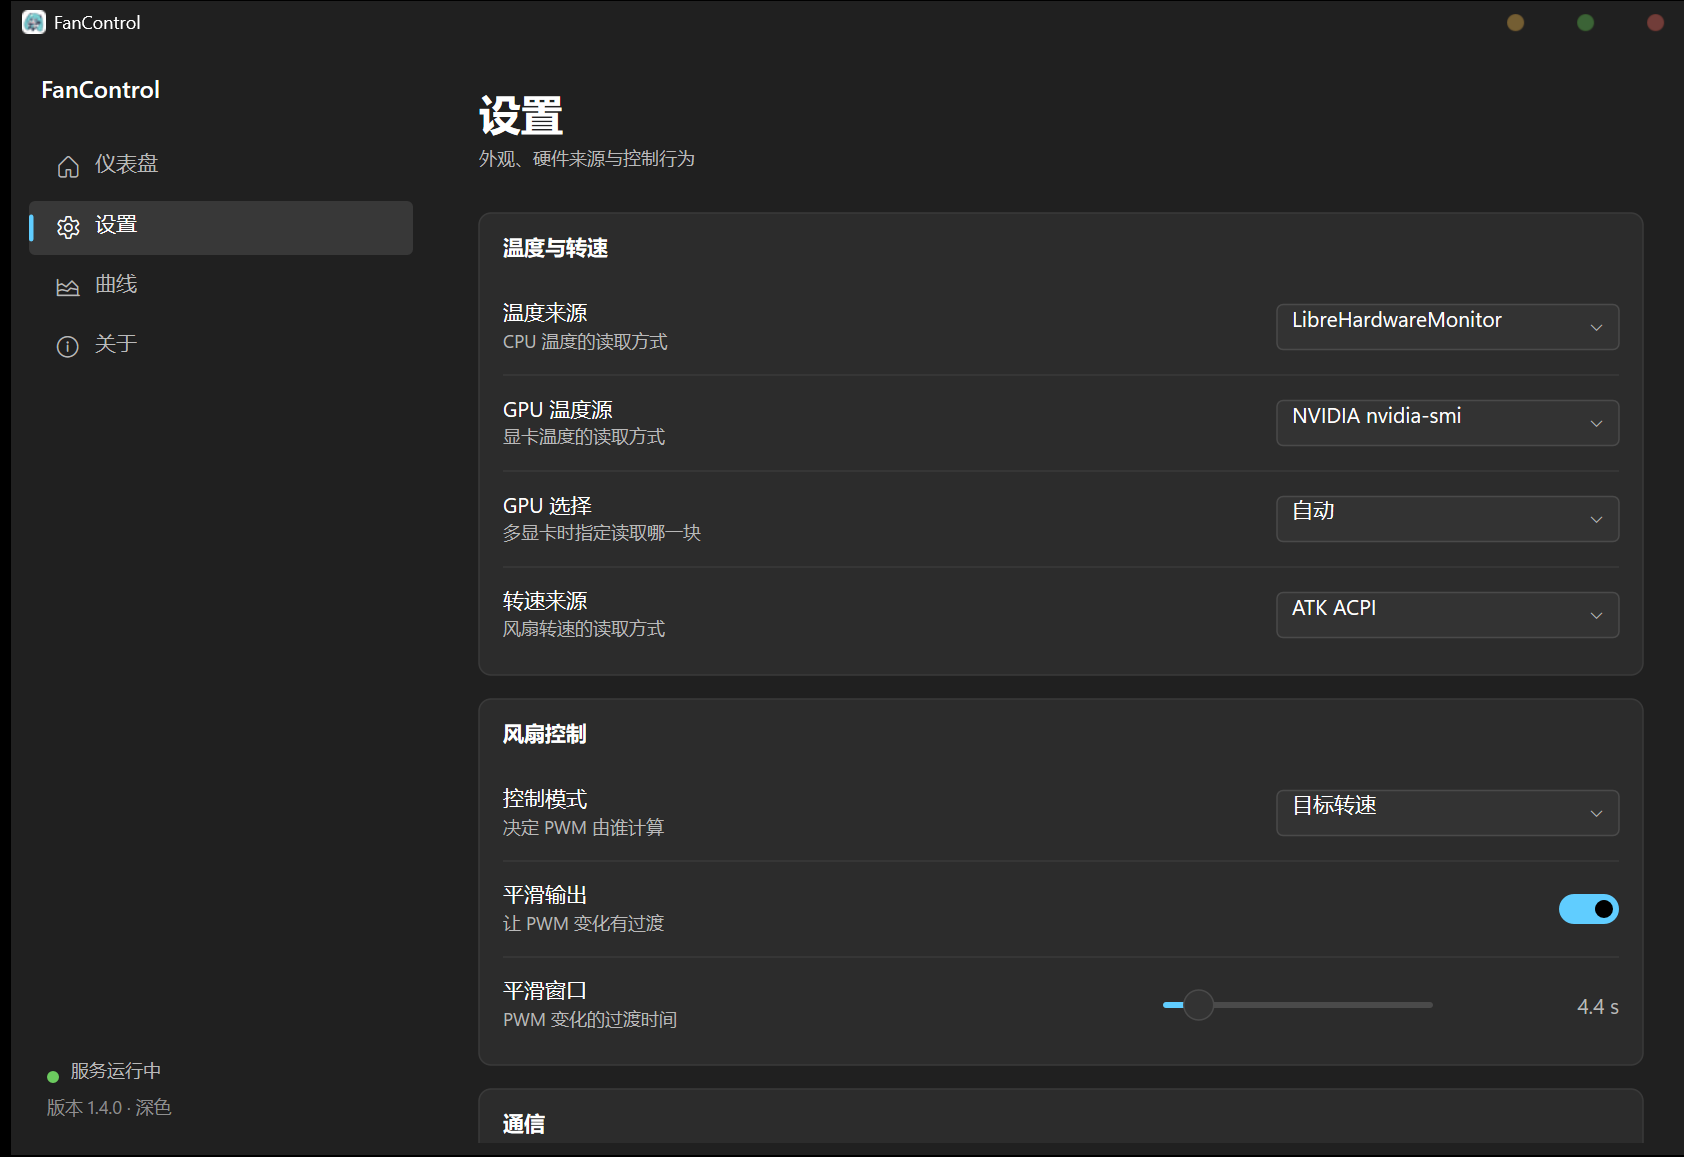 FanControl
FanControl
仪表盘
设置
曲线
关于
服务运行中
版本 1.4.0 · 深色
设置
外观、硬件来源与控制行为
温度与转速
温度来源
CPU 温度的读取方式
LibreHardwareMonitor
GPU 温度源
显卡温度的读取方式
NVIDIA nvidia-smi
GPU 选择
多显卡时指定读取哪一块
自动
转速来源
风扇转速的读取方式
ATK ACPI
风扇控制
控制模式
决定 PWM 由谁计算
目标转速
平滑输出
让 PWM 变化有过渡
平滑窗口
PWM 变化的过渡时间
4.4 s
通信